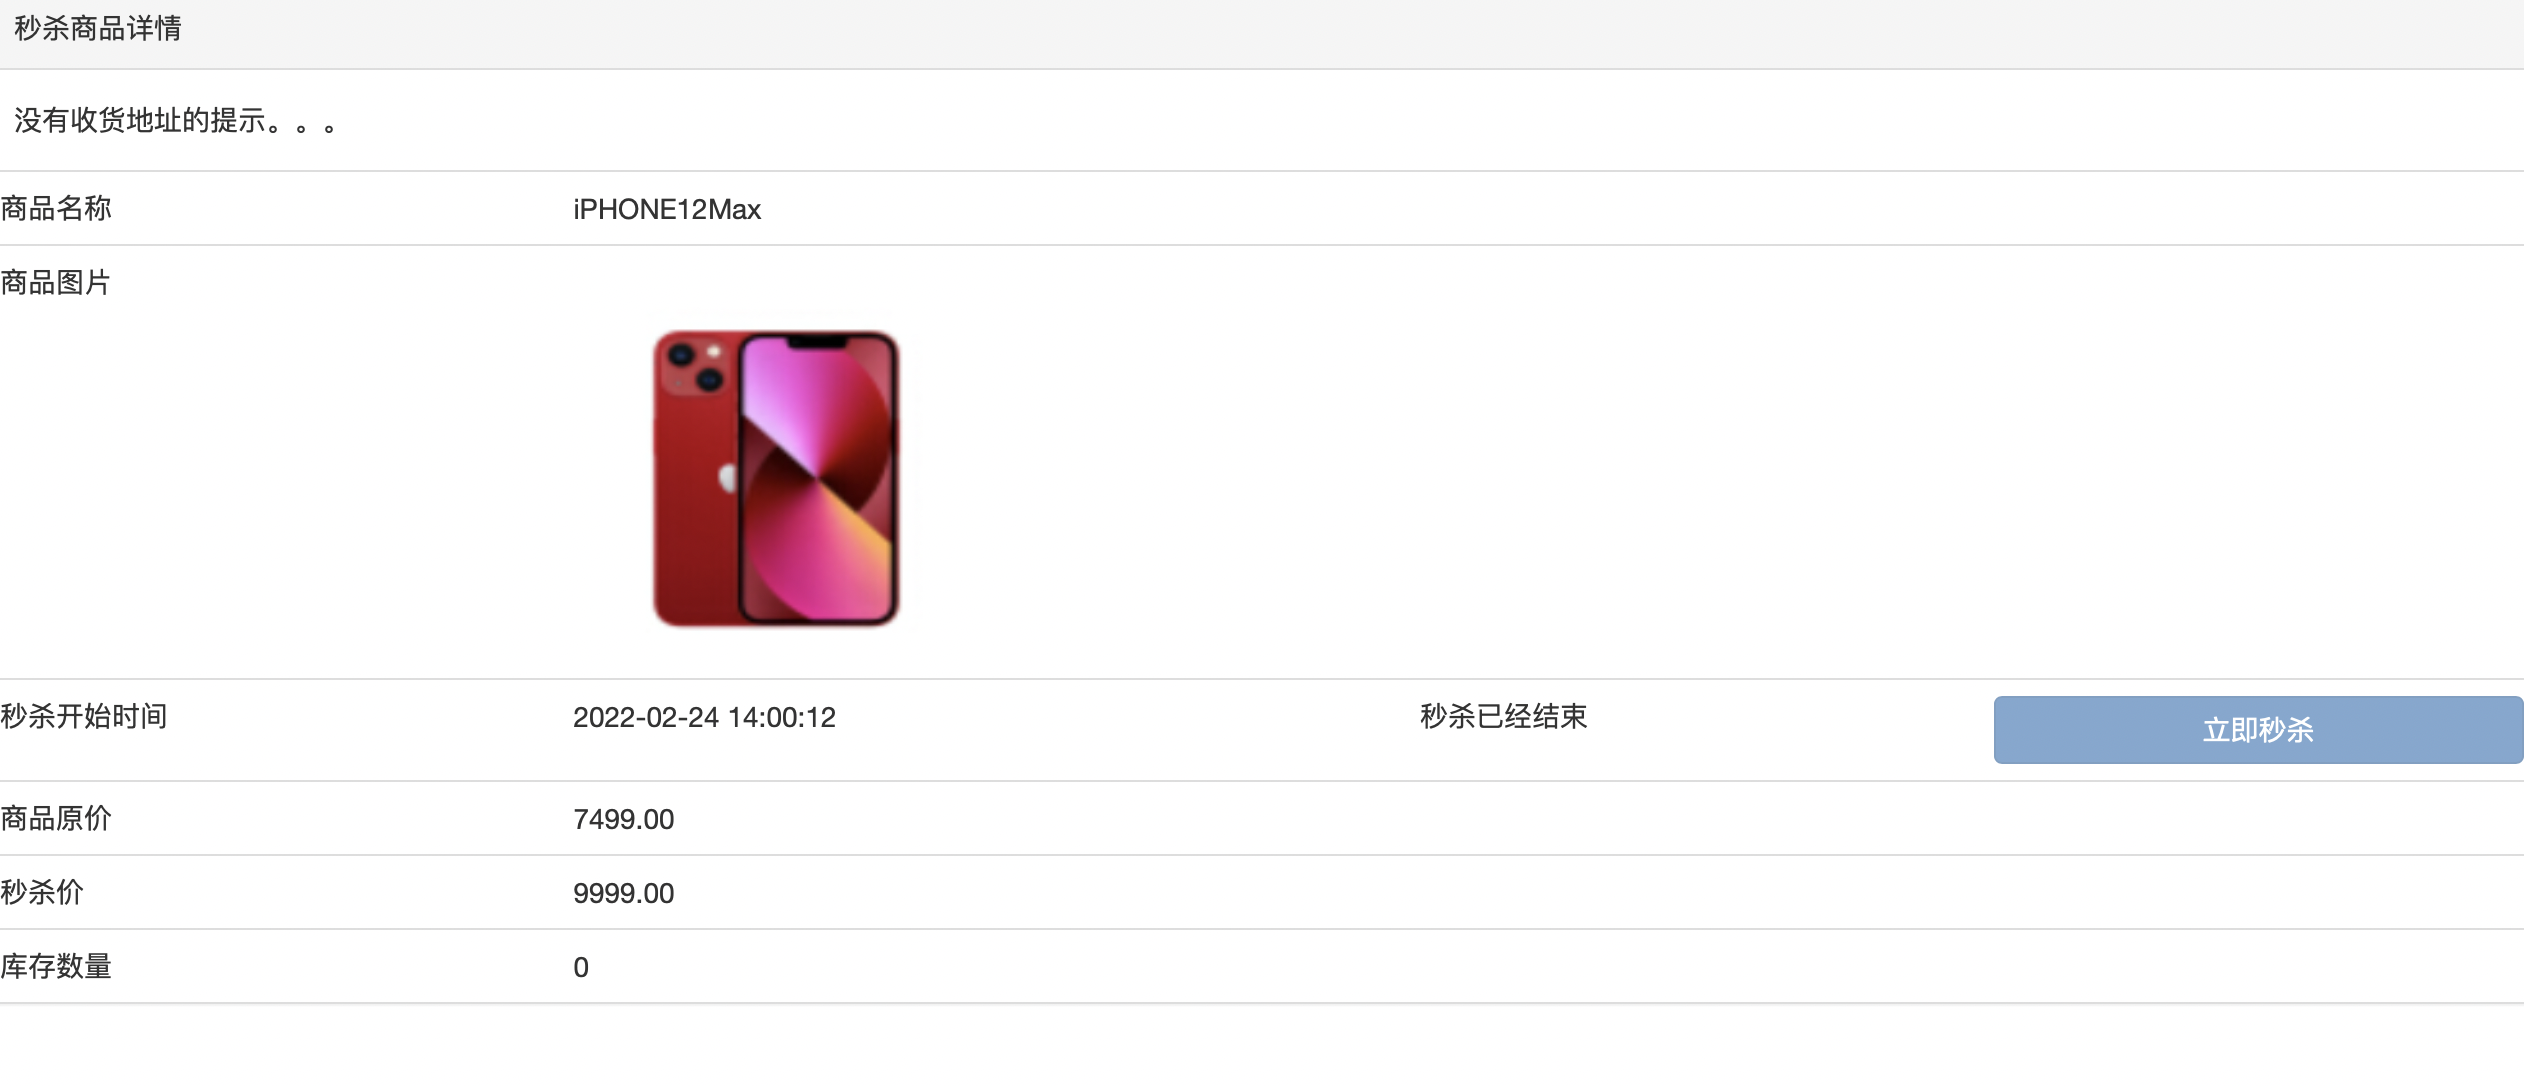 秒杀商品详情
没有收货地址的提示。。。
商品名称 iPHONE12Max
商品图片
秒杀开始时间 2022-02-24 14:00:12 秒杀已经结束 立即秒杀
商品原价 7499.00
秒杀价 9999.00
库存数量 0